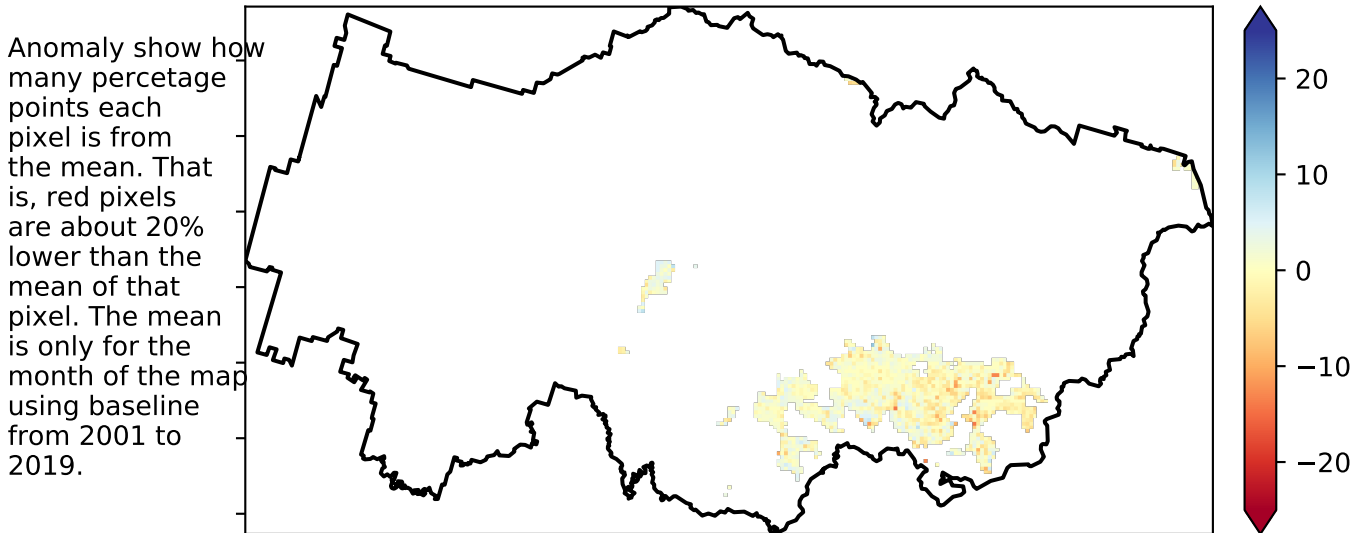 Anomaly show how
many percetage
points each
pixel is from
the mean. That
is, red pixels
are about 20%
lower than the
mean of that
pixel. The mean
is only for the
month of the map
using baseline
from 2001 to
2019.
20
10
0
−10
−20